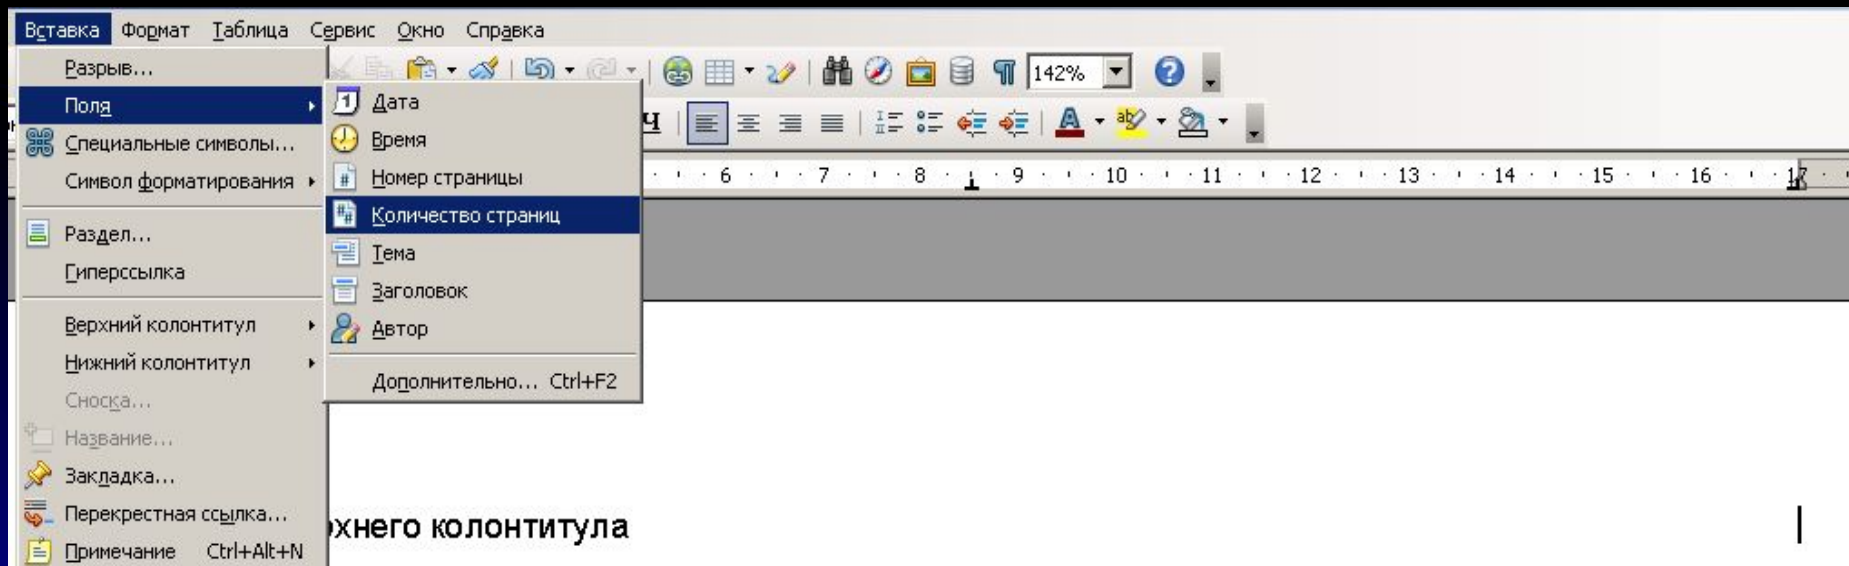 Вставка Формат Таблица Сервис Окно Справка
Разрыв...
142%
Поля
Дата
Ч
Специальные символы...
Время
Символ форматирования
Номер страницы
6 7 8 9 10 11 12 13 14 15 16 17
Количество страниц
Раздел...
Тема
Гиперссылка
Заголовок
Верхний колонтитул
Автор
Нижний колонтитул
Дополнительно... Ctrl+F2
Сноска...
Название...
Закладка...
Перекрестная ссылка...
хнего колонтитула
Примечание Ctrl+Alt+N